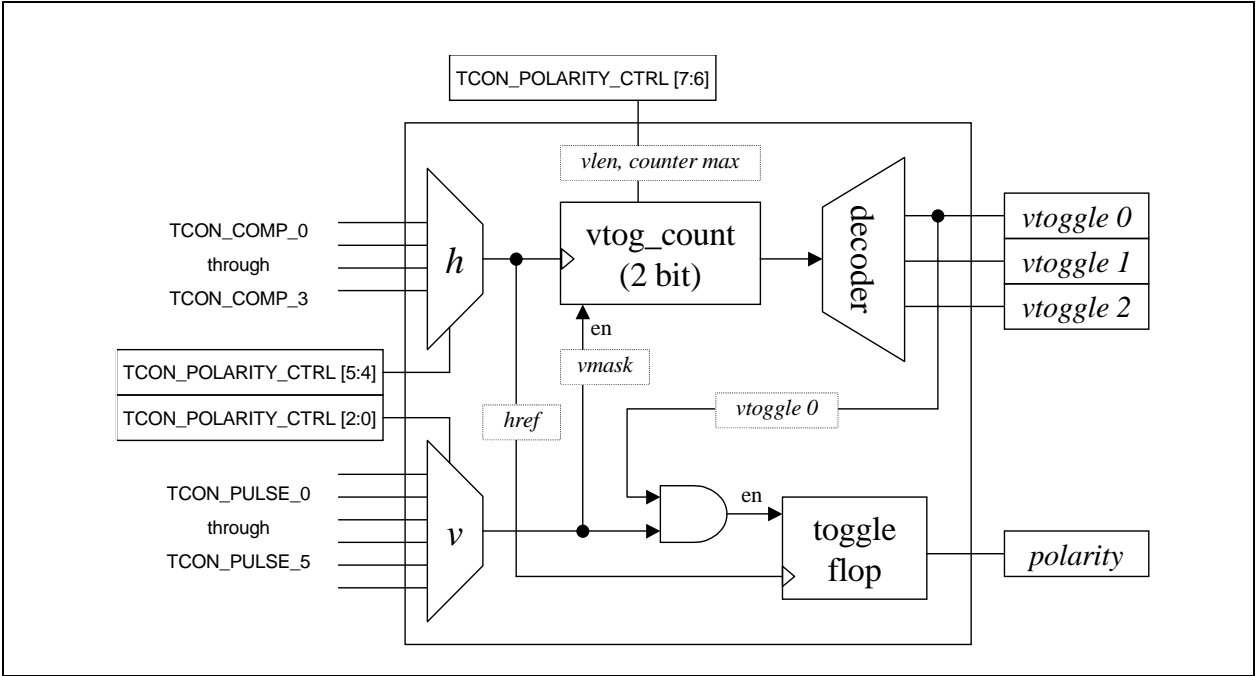 TCON_POLARITY_CTRL [7:6]
vlen, counter max
TCON_COMP_0
through
TCON_COMP_3
h
vtog_count
(2 bit)
decoder
vtoggle 0
vtoggle 1
vtoggle 2
en
vmask
TCON_POLARITY_CTRL [5:4]
TCON_POLARITY_CTRL [2:0]
href
vtoggle 0
TCON_PULSE_0
through
TCON_PULSE_5
v
en
toggle
flop
polarity